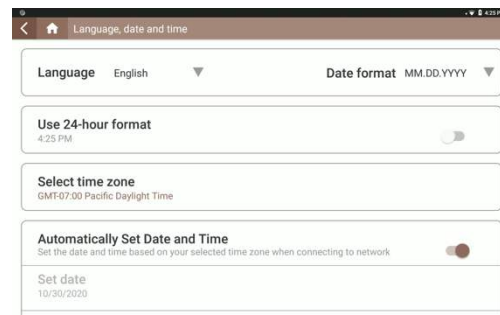 4:25 P
Language, date and time
Language English Date format MM.DD.YYYY
Use 24-hour format
4:25 PM
Select time zone
GMT-07:00 Pacific Daylight Time
Automatically Set Date and Time
Set the date and time based on your selected time zone when connecting to network
Set date
10/30/2020